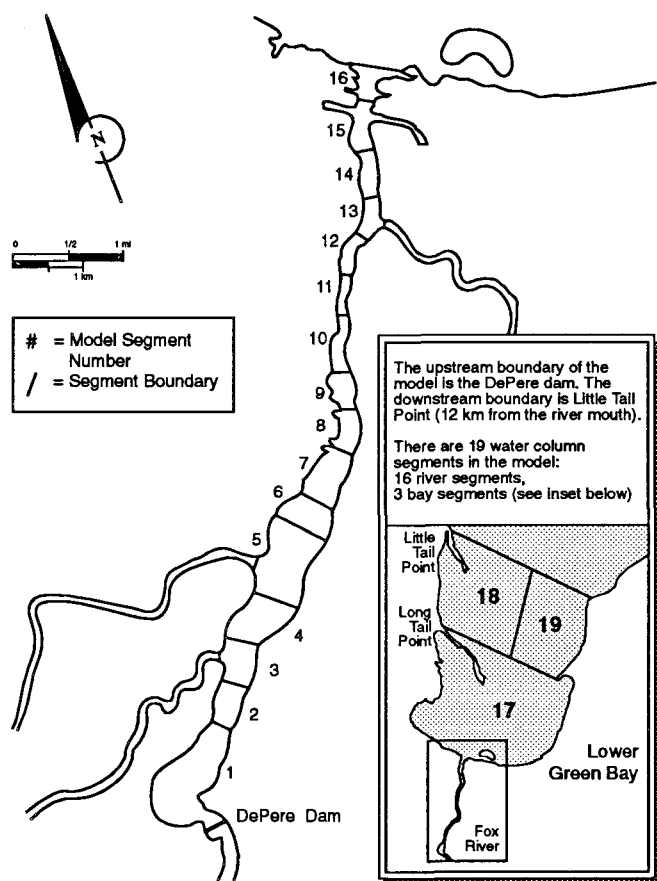 16
15
14
13
12
11
10
9
8
7
6
5
4
3
2
1
N
0 1/2 1 mi
1 km
# = Model Segment
Number
/ = Segment Boundary
DePere Dam
The upstream boundary of the
model is the DePere dam. The
downstream boundary is Little Tail
Point (12 km from the river mouth).
There are 19 water column
segments in the model:
16 river segments,
3 bay segments (see inset below)
Little
Tail
Point
18
19
Long
Tail
Point
17
Lower
Green Bay
Fox
River